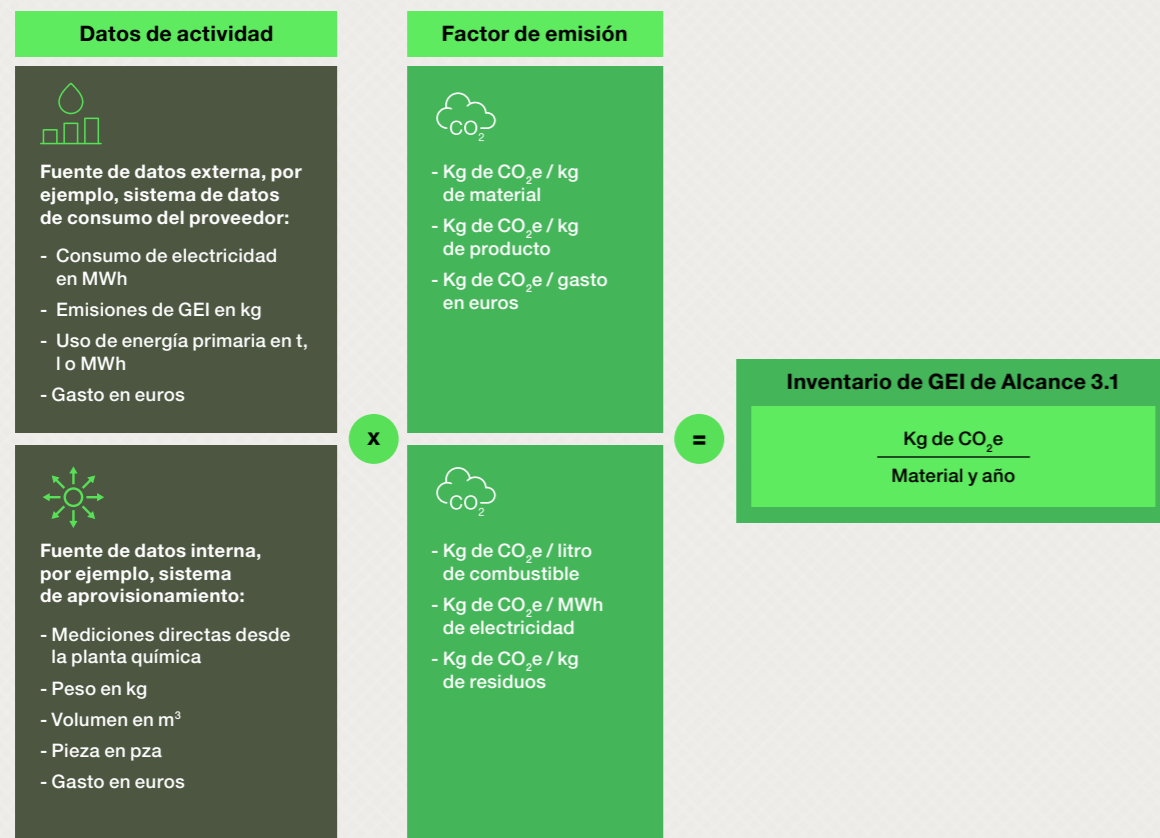 Datos de actividad
Fuente de datos externa, por
ejemplo, sistema de datos
de consumo del proveedor:
- Consumo de electricidad
en MWh
- Emisiones de GEI en kg
- Uso de energía primaria en t,
l o MWh
- Gasto en euros
Fuente de datos interna,
por ejemplo, sistema
de aprovisionamiento:
- Mediciones directas desde
la planta química
- Peso en kg
- Volumen en m³
- Pieza en pza
- Gasto en euros
x
Factor de emisión
CO₂
- Kg de CO₂e / kg
de material
- Kg de CO₂e / kg
de producto
- Kg de CO₂e / gasto
en euros
CO₂
- Kg de CO₂e / litro
de combustible
- Kg de CO₂e / MWh
de electricidad
- Kg de CO₂e / kg
de residuos
=
Inventario de GEI de Alcance 3.1
Kg de CO₂e
Material y año